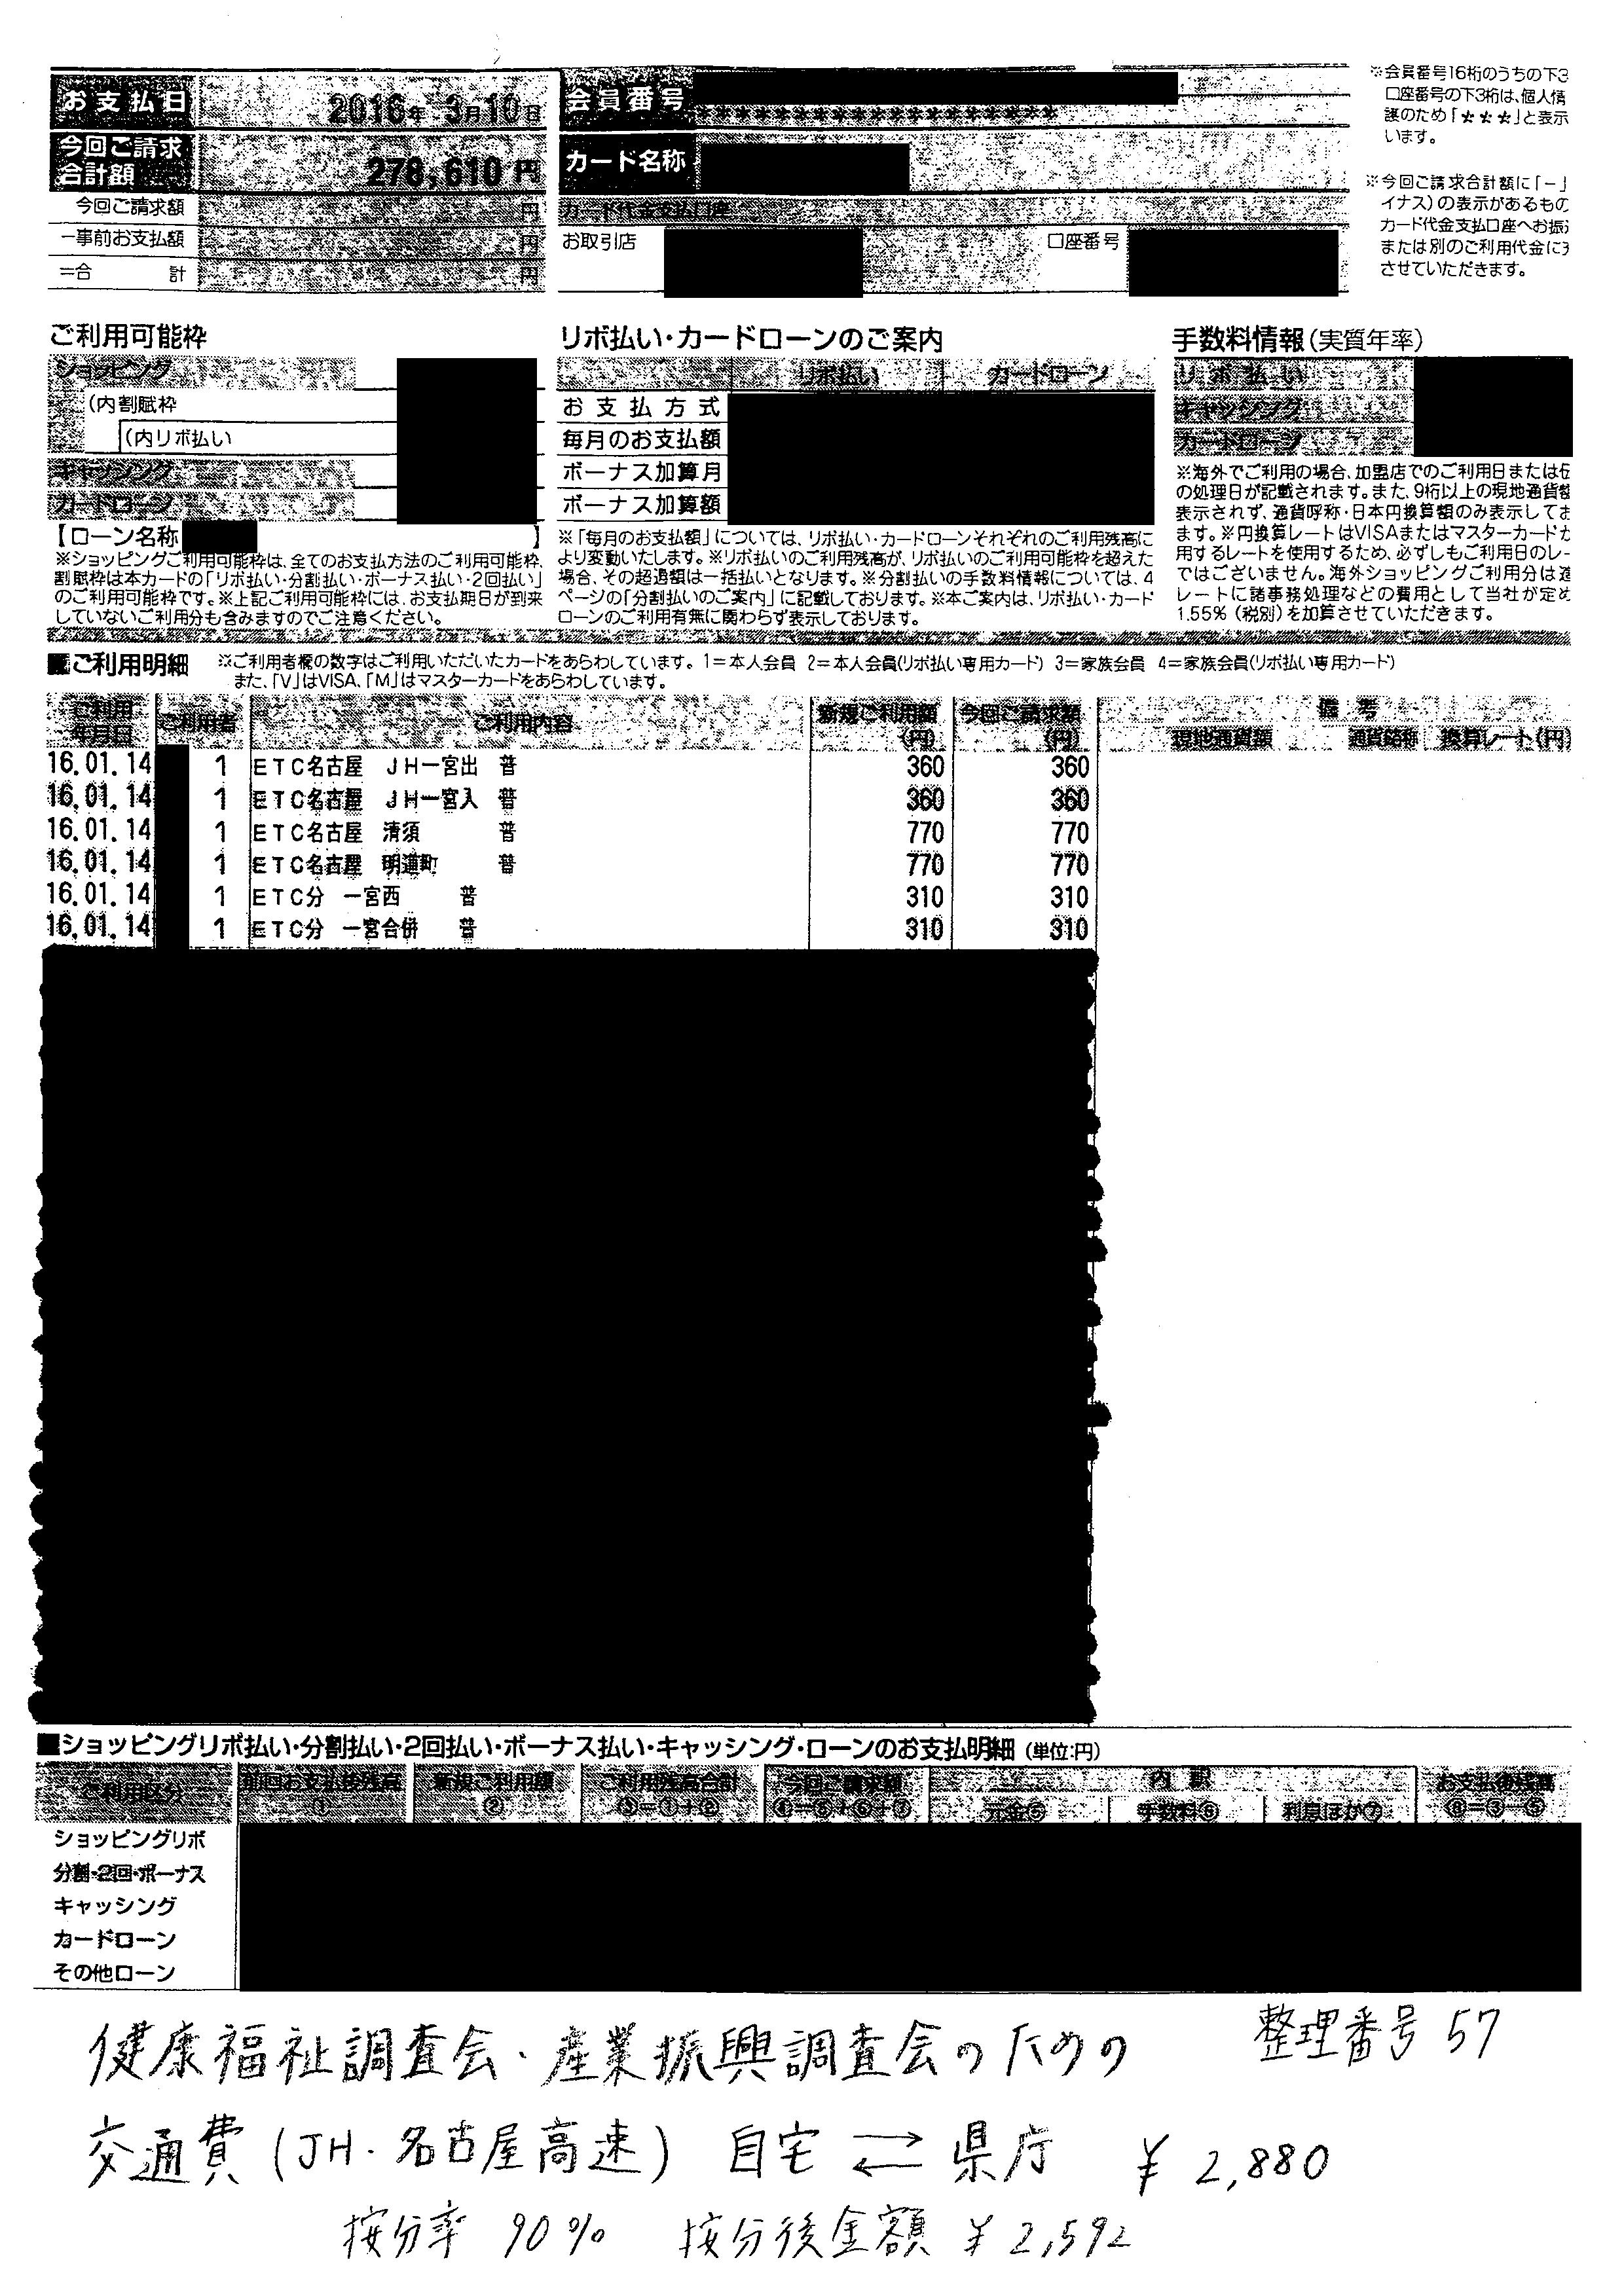 お支払日 2016年 3月10日
今回ご請求合計額 278,610円
今回ご請求額 円
−事前お支払額 円
＝合 計 円
会員番号 ********************
カード名称
カード代金支払口座
お取引店 口座番号
※会員番号16桁のうちの下3
口座番号の下3桁は、個人情
護のため「★★★」と表示
います。
※今回ご請求合計額に「−」
イナス）の表示があるもの
カード代金支払口座へお振
または別のご利用代金に
させていただきます。
ご利用可能枠
ショッピング
(内割賦枠
(内リボ払い
キャッシング
カードローン
【ローン名称 】
※ショッピングご利用可能枠は、全てのお支払方法のご利用可能枠、
割賦枠は本カードの「リボ払い・分割払い・ボーナス払い・2回払い」
のご利用可能枠です。※上記ご利用可能枠には、お支払期日が到来
していないご利用分も含みますのでご注意ください。
リボ払い・カードローンのご案内
リボ払い カードローン
お支払方式
毎月のお支払額
ボーナス加算月
ボーナス加算額
※「毎月のお支払額」については、リボ払い・カードローンそれぞれのご利用残高に
より変動いたします。※リボ払いのご利用残高が、リボ払いのご利用可能枠を超えた
場合、その超過額は一括払いとなります。※分割払いの手数料情報については、4
ページの「分割払いのご案内」に記載しております。※本ご案内は、リボ払い・カード
ローンのご利用有無に関わらず表示しております。
手数料情報(実質年率)
リボ払い
キャッシング
カードローン
※海外でご利用の場合、加盟店でのご利用日または
の処理日が記載されます。また、9桁以上の現地通貨
表示されず、通貨呼称・日本円換算額のみ表示して
ます。※円換算レートはVISAまたはマスターカード
用するレートを使用するため、必ずしもご利用日のレー
ではございません。海外ショッピングご利用分は
レートに諸事務処理などの費用として当社が定め
1.55％（税別）を加算させていただきます。
■ご利用明細 ※ご利用者欄の数字はご利用いただいたカードをあらわしています。1＝本人会員 2＝本人会員(リボ払い専用カード) 3＝家族会員 4＝家族会員(リボ払い専用カード)
また、「V」はVISA、「M」はマスターカードをあらわしています。
ご利用年月日 ご利用者 ご利用内容 新規ご利用額(円) 今回ご請求額(円) 備考
現地通貨額 通貨略称 換算レート(円)
16.01.14 1 ETC名古屋 JH一宮出 普 360 360
16.01.14 1 ETC名古屋 JH一宮入 普 360 360
16.01.14 1 ETC名古屋 清須 普 770 770
16.01.14 1 ETC名古屋 明道町 普 770 770
16.01.14 1 ETC分 一宮西 普 310 310
16.01.14 1 ETC分 一宮合併 普 310 310
■ショッピングリボ払い・分割払い・2回払い・ボーナス払い・キャッシング・ローンのお支払明細 (単位:円)
ご利用区分 前回お支払後残高① 新規ご利用額② ご利用残高合計③＝①＋② 今回ご請求額④＝⑤＋⑥＋⑦ 内訳 元金⑤ 手数料⑥ 利息ほか⑦ お支払後残高⑧＝③−⑤
ショッピングリボ
分割・2回・ボーナス
キャッシング
カードローン
その他ローン
整理番号 57
健康福祉調査会・産業振興調査会のための
交通費(JH・名古屋高速) 自宅 ⇄ 県庁 ¥2,880
按分率 90% 按分後金額 ¥2,592